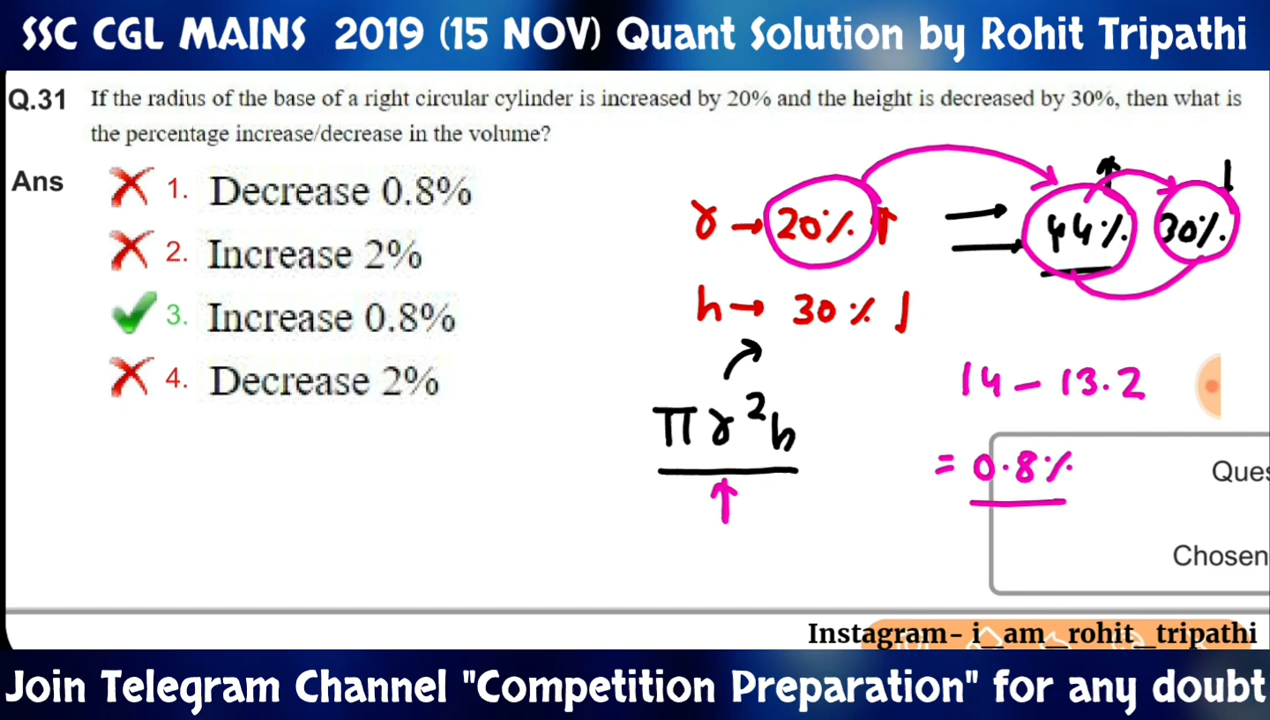 SSC CGL MAINS 2019 (15 NOV) Quant Solution by Rohit Tripathi
Q.31 If the radius of the base of a right circular cylinder is increased by 20% and the height is decreased by 30%, then what is
the percentage increase/decrease in the volume?
Ans
1. Decrease 0.8%
2. Increase 2%
3. Increase 0.8%
4. Decrease 2%
r → 20% ↑
h → 30% ↓
πr²h
↑
44% ↑ 30% ↓
14 – 13.2
= 0.8%
Ques
Chosen
Instagram- i_am_rohit_tripathi
Join Telegram Channel "Competition Preparation" for any doubt